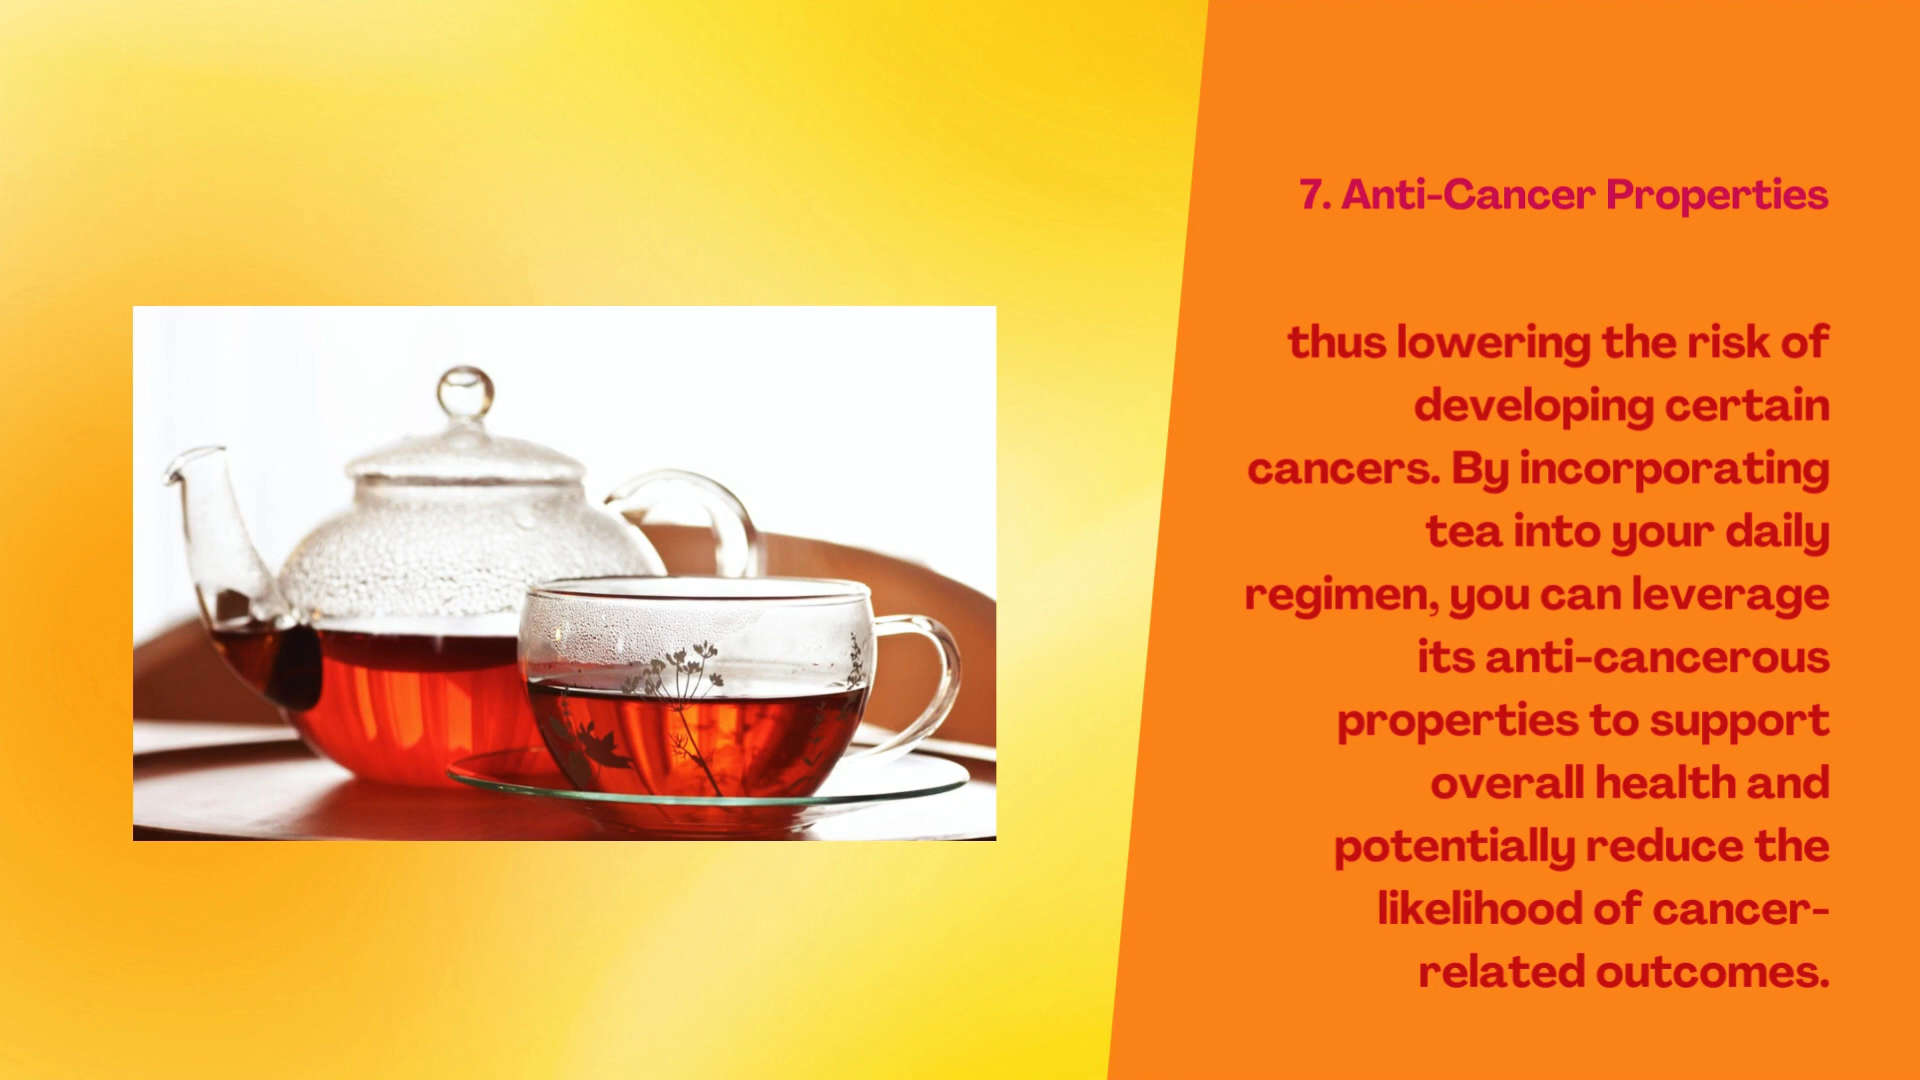 7. Anti-Cancer Properties
thus lowering the risk of
developing certain
cancers. By incorporating
tea into your daily
regimen, you can leverage
its anti-cancerous
properties to support
overall health and
potentially reduce the
likelihood of cancer-
related outcomes.